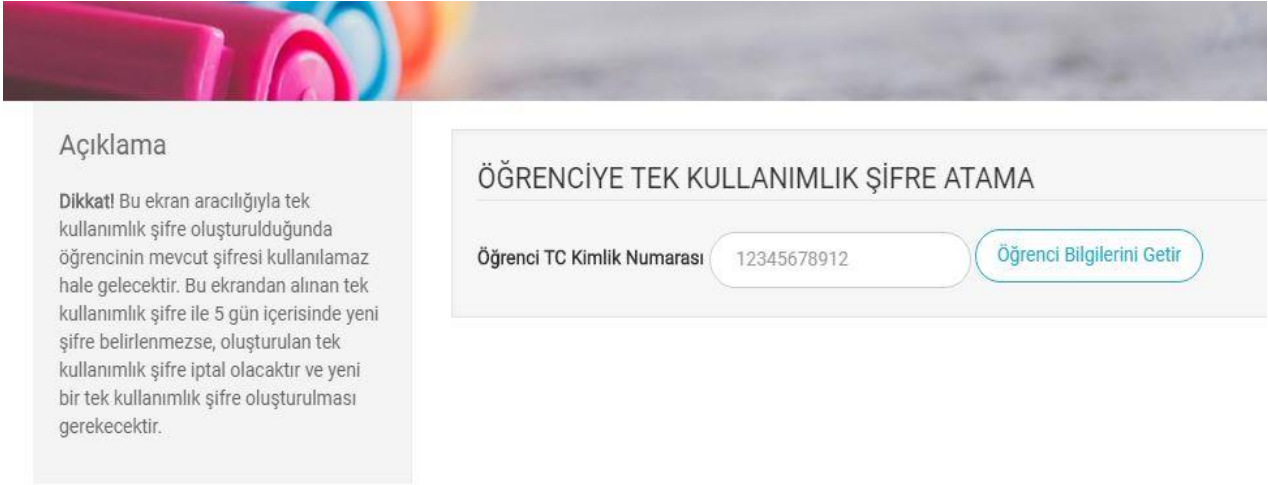 Açıklama
Dikkat! Bu ekran aracılığıyla tek
kullanımlık şifre oluşturulduğunda
öğrencinin mevcut şifresi kullanılamaz
hale gelecektir. Bu ekrandan alınan tek
kullanımlık şifre ile 5 gün içerisinde yeni
şifre belirlenmezse, oluşturulan tek
kullanımlık şifre iptal olacaktır ve yeni
bir tek kullanımlık şifre oluşturulması
gerekecektir.
ÖĞRENCİYE TEK KULLANIMLIK ŞİFRE ATAMA
Öğrenci TC Kimlik Numarası 12345678912 Öğrenci Bilgilerini Getir